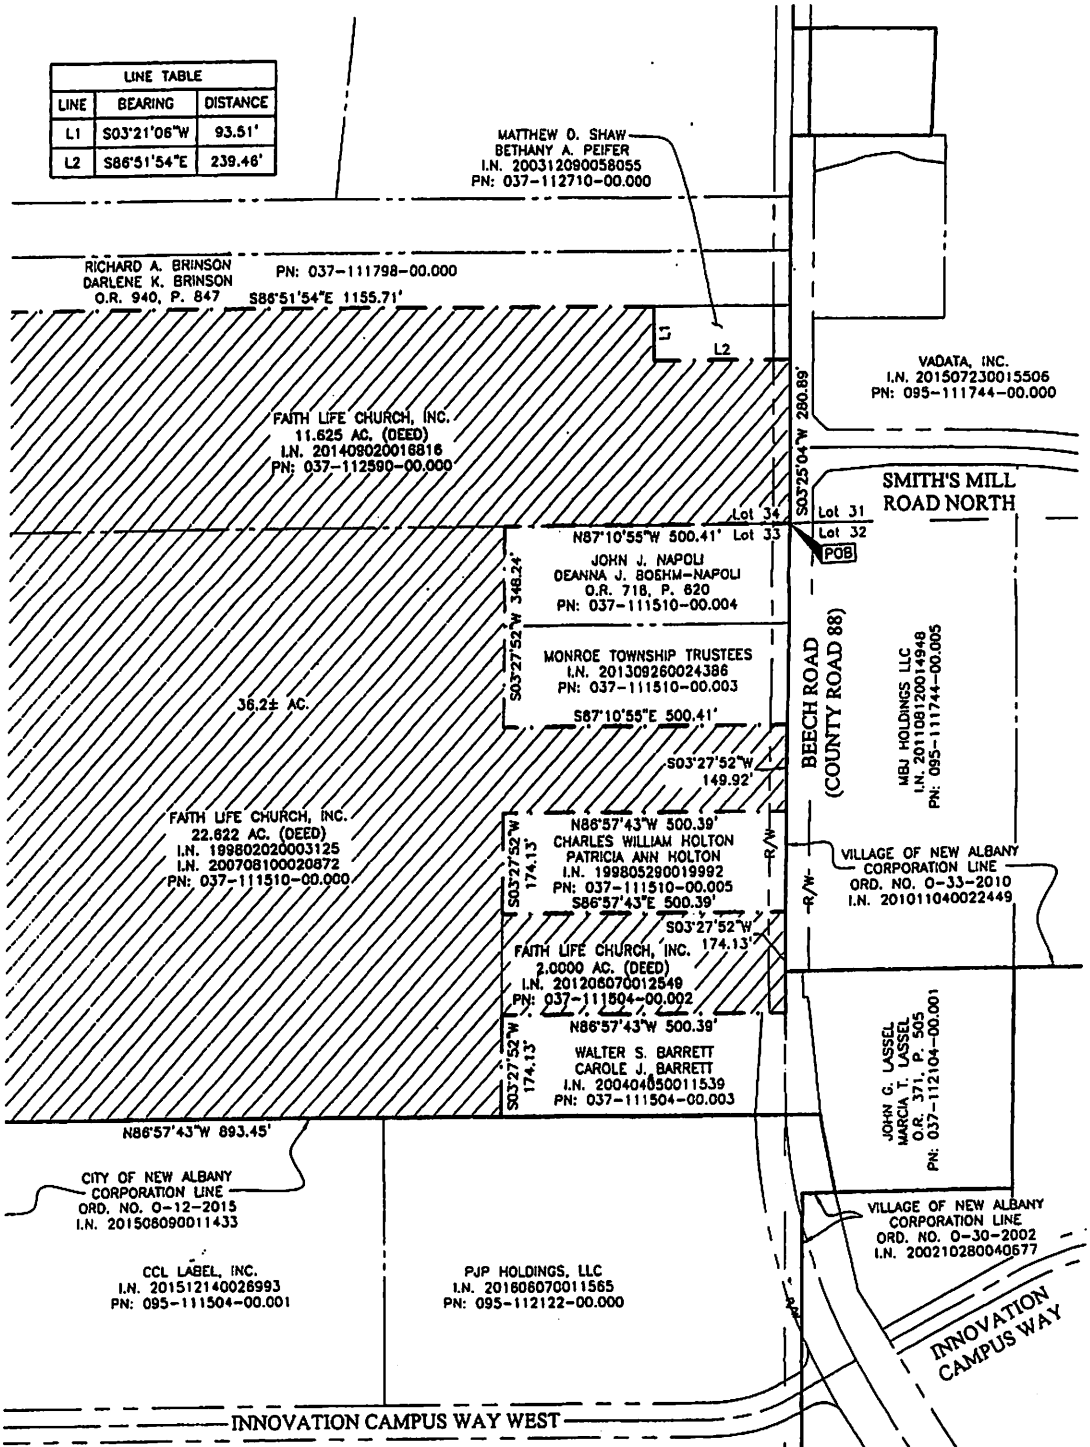 LINE TABLE
LINE BEARING DISTANCE
L1 S03°21'06"W 93.51'
L2 S86°51'54"E 239.46'
MATTHEW D. SHAW
BETHANY A. PEIFER
I.N. 200312090058055
PN: 037-112710-00.000
RICHARD A. BRINSON
DARLENE K. BRINSON
O.R. 940, P. 847
PN: 037-111798-00.000
S86°51'54"E 1155.71'
L1
L2
VADATA, INC.
I.N. 201507230015506
PN: 095-111744-00.000
S03°25'04"W 280.89'
FAITH LIFE CHURCH, INC.
11.625 AC. (DEED)
I.N. 201409020016816
PN: 037-112590-00.000
SMITH'S MILL
ROAD NORTH
Lot 34 Lot 31
Lot 33 Lot 32
POB
N87°10'55"W 500.41'
JOHN J. NAPOLI
DEANNA J. BOEHM-NAPOLI
O.R. 718, P. 620
PN: 037-111510-00.004
S03°27'52"W 348.24'
MONROE TOWNSHIP TRUSTEES
I.N. 201309260024386
PN: 037-111510-00.003
S87°10'55"E 500.41'
BEECH ROAD
(COUNTY ROAD 88)
MBJ HOLDINGS LLC
I.N. 201108120014948
PN: 095-111744-00.005
36.2± AC.
S03°27'52"W
149.92'
FAITH LIFE CHURCH, INC.
22.622 AC. (DEED)
I.N. 199802020003125
I.N. 200708100020872
PN: 037-111510-00.000
S03°27'52"W
174.13'
N86°57'43"W 500.39'
CHARLES WILLIAM HOLTON
PATRICIA ANN HOLTON
I.N. 199805290019992
PN: 037-111510-00.005
S86°57'43"E 500.39'
R/W
R/W
VILLAGE OF NEW ALBANY
CORPORATION LINE
ORD. NO. O-33-2010
I.N. 201011040022449
S03°27'52"W
174.13'
FAITH LIFE CHURCH, INC.
2.0000 AC. (DEED)
I.N. 201206070012549
PN: 037-111504-00.002
N86°57'43"W 500.39'
S03°27'52"W
174.13'
WALTER S. BARRETT
CAROLE J. BARRETT
I.N. 200404050011539
PN: 037-111504-00.003
JOHN G. LASSEL
MARCIA T. LASSEL
O.R. 371, P. 505
PN: 037-112104-00.001
N86°57'43"W 893.45'
CITY OF NEW ALBANY
CORPORATION LINE
ORD. NO. O-12-2015
I.N. 201506090011433
VILLAGE OF NEW ALBANY
CORPORATION LINE
ORD. NO. O-30-2002
I.N. 200210280040677
CCL LABEL, INC.
I.N. 201512140026993
PN: 095-111504-00.001
PJP HOLDINGS, LLC
I.N. 201606070011565
PN: 095-112122-00.000
R/W
INNOVATION
CAMPUS WAY
INNOVATION CAMPUS WAY WEST